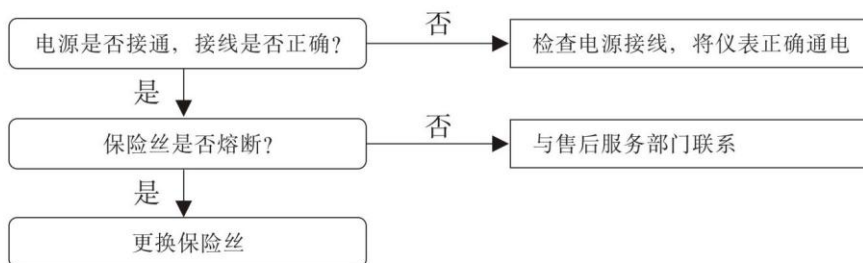 电源是否接通，接线是否正确？
否
检查电源接线，将仪表正确通电
是
保险丝是否熔断？
否
与售后服务部门联系
是
更换保险丝